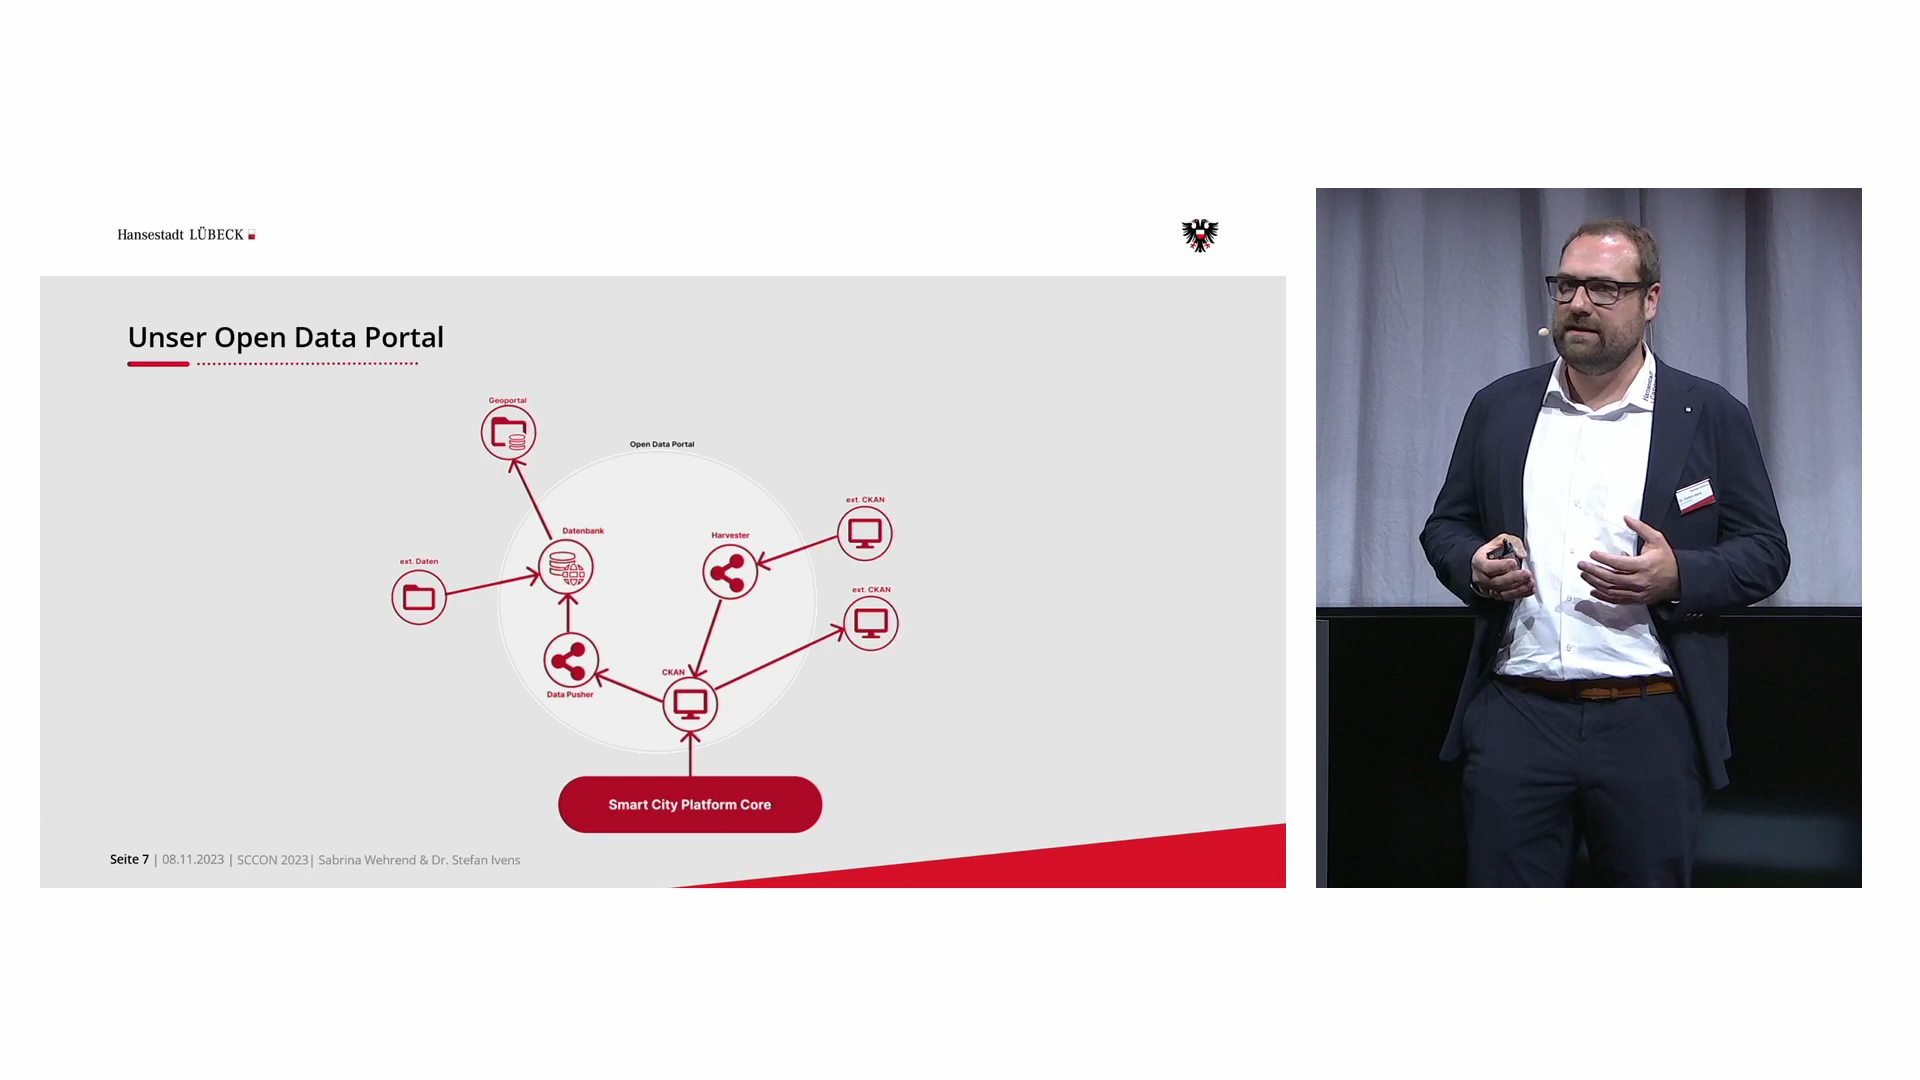 Hansestadt LÜBECK
Unser Open Data Portal
Geoportal
Open Data Portal
ext. CKAN
Datenbank
Harvester
ext. Daten
ext. CKAN
CKAN
Data Pusher
Smart City Platform Core
Seite 7 | 08.11.2023 | SCCON 2023| Sabrina Wehrend & Dr. Stefan Ivens